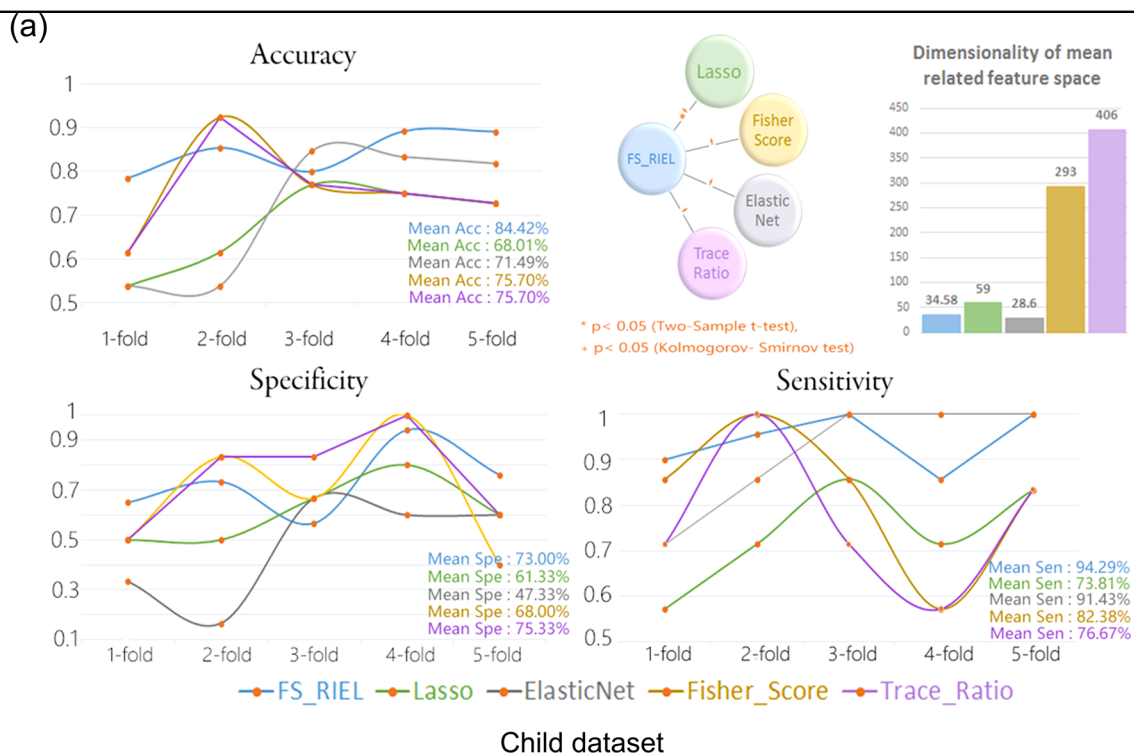 (a)
Accuracy
1
0.9
0.8
0.7
0.6
0.5
Mean Acc : 84.42%
Mean Acc : 68.01%
Mean Acc : 71.49%
Mean Acc : 75.70%
Mean Acc : 75.70%
1-fold 2-fold 3-fold 4-fold 5-fold
Lasso
Fisher
Score
FS_RIEL
Elastic
Net
Trace
Ratio
*
+
+
+
* p< 0.05 (Two-Sample t-test),
+ p< 0.05 (Kolmogorov- Smirnov test)
Dimensionality of mean
related feature space
450
400
350
300
250
200
150
100
50
0
34.58 59 28.6 293 406
Specificity
1
0.9
0.7
0.5
0.3
0.1
Mean Spe : 73.00%
Mean Spe : 61.33%
Mean Spe : 47.33%
Mean Spe : 68.00%
Mean Spe : 75.33%
1-fold 2-fold 3-fold 4-fold 5-fold
Sensitivity
1
0.9
0.8
0.7
0.6
0.5
Mean Sen : 94.29%
Mean Sen : 73.81%
Mean Sen : 91.43%
Mean Sen : 82.38%
Mean Sen : 76.67%
1-fold 2-fold 3-fold 4-fold 5-fold
FS_RIEL Lasso ElasticNet Fisher_Score Trace_Ratio
Child dataset